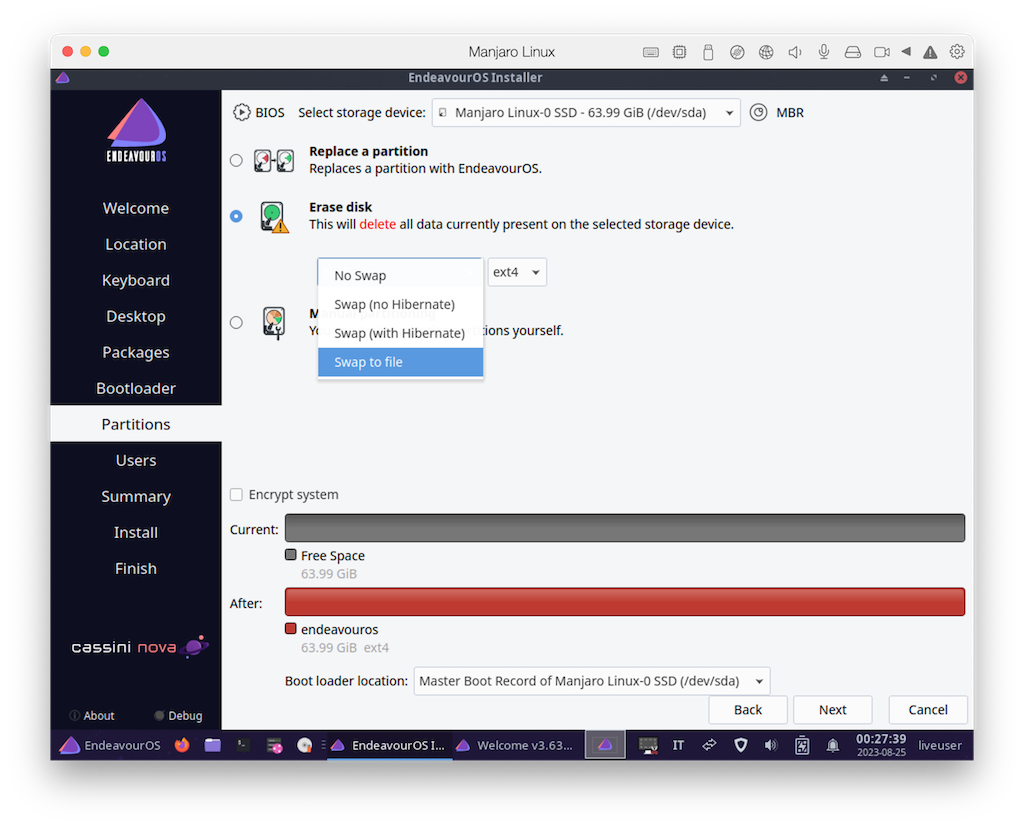 Manjaro Linux
EndeavourOS Installer
ENDEAVOUROS
BIOS Select storage device: Manjaro Linux-0 SSD - 63.99 GiB (/dev/sda) MBR
Replace a partition
Replaces a partition with EndeavourOS.
Erase disk
This will delete all data currently present on the selected storage device.
No Swap
ext4
Swap (no Hibernate)
Swap (with Hibernate)
Swap to file
tions yourself.
Welcome
Location
Keyboard
Desktop
Packages
Bootloader
Partitions
Users
Summary
Install
Finish
cassini nova
About Debug
Encrypt system
Current:
Free Space
63.99 GiB
After:
endeavouros
63.99 GiB ext4
Boot loader location: Master Boot Record of Manjaro Linux-0 SSD (/dev/sda)
Back Next Cancel
EndeavourOS EndeavourOS I... Welcome v3.63... IT 00:27:39 liveuser
2023-08-25